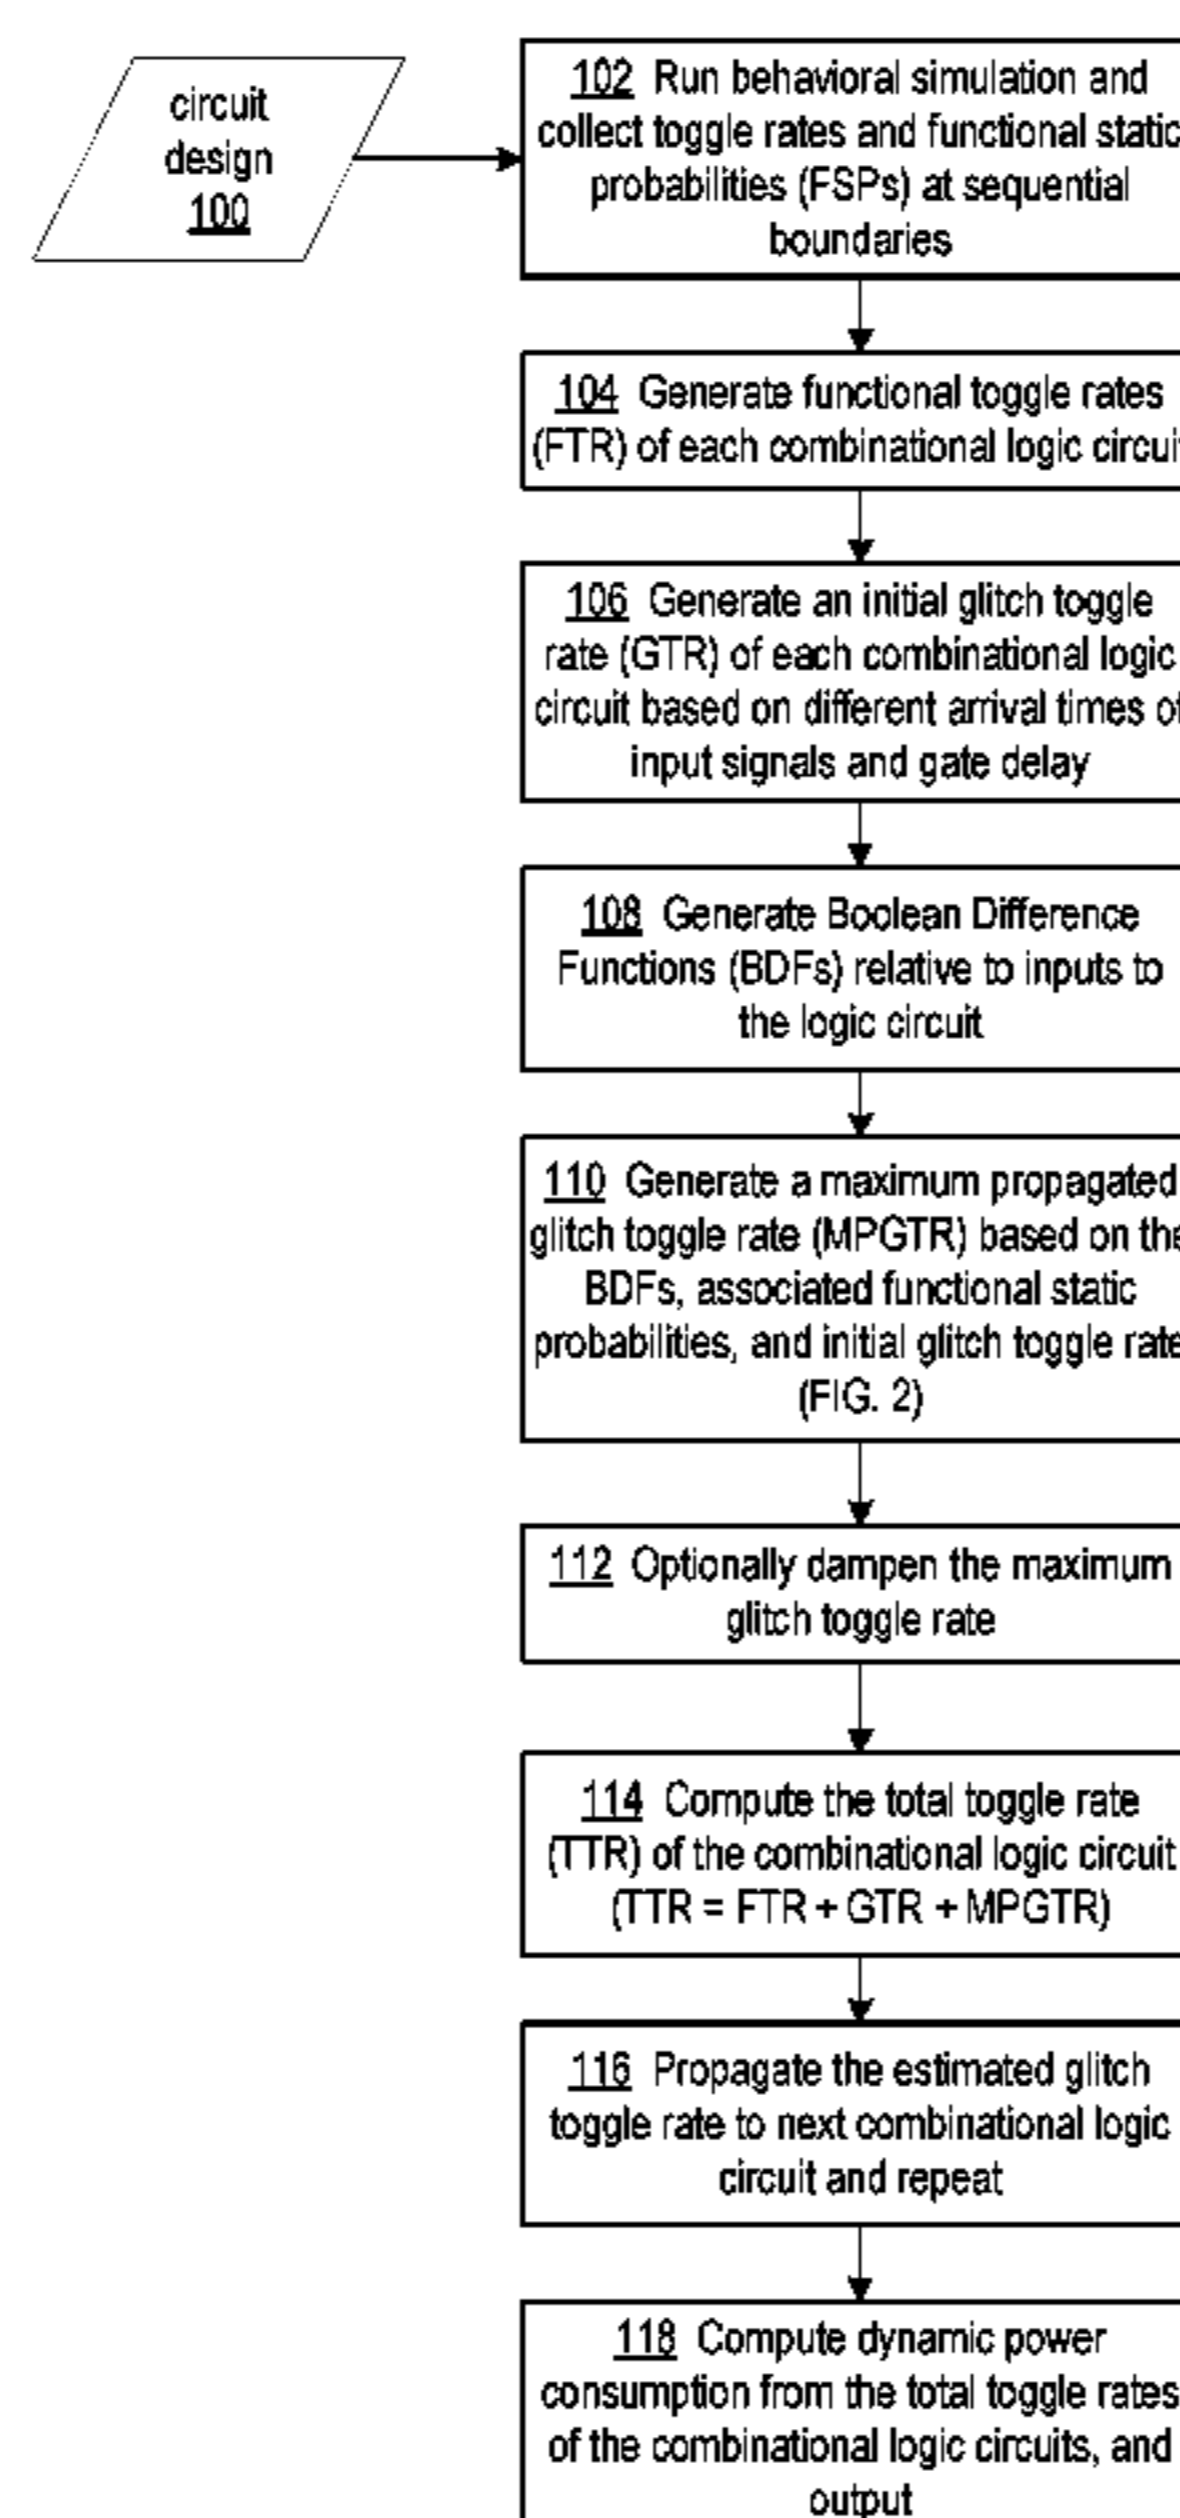 circuit
design
100
102 Run behavioral simulation and
collect toggle rates and functional static
probabilities (FSPs) at sequential
boundaries
104 Generate functional toggle rates
(FTR) of each combinational logic circuit
106 Generate an initial glitch toggle
rate (GTR) of each combinational logic
circuit based on different arrival times of
input signals and gate delay
108 Generate Boolean Difference
Functions (BDFs) relative to inputs to
the logic circuit
110 Generate a maximum propagated
glitch toggle rate (MPGTR) based on the
BDFs, associated functional static
probabilities, and initial glitch toggle rate
(FIG. 2)
112 Optionally dampen the maximum
glitch toggle rate
114 Compute the total toggle rate
(TTR) of the combinational logic circuit
(TTR = FTR + GTR + MPGTR)
116 Propagate the estimated glitch
toggle rate to next combinational logic
circuit and repeat
118 Compute dynamic power
consumption from the total toggle rates
of the combinational logic circuits, and
output